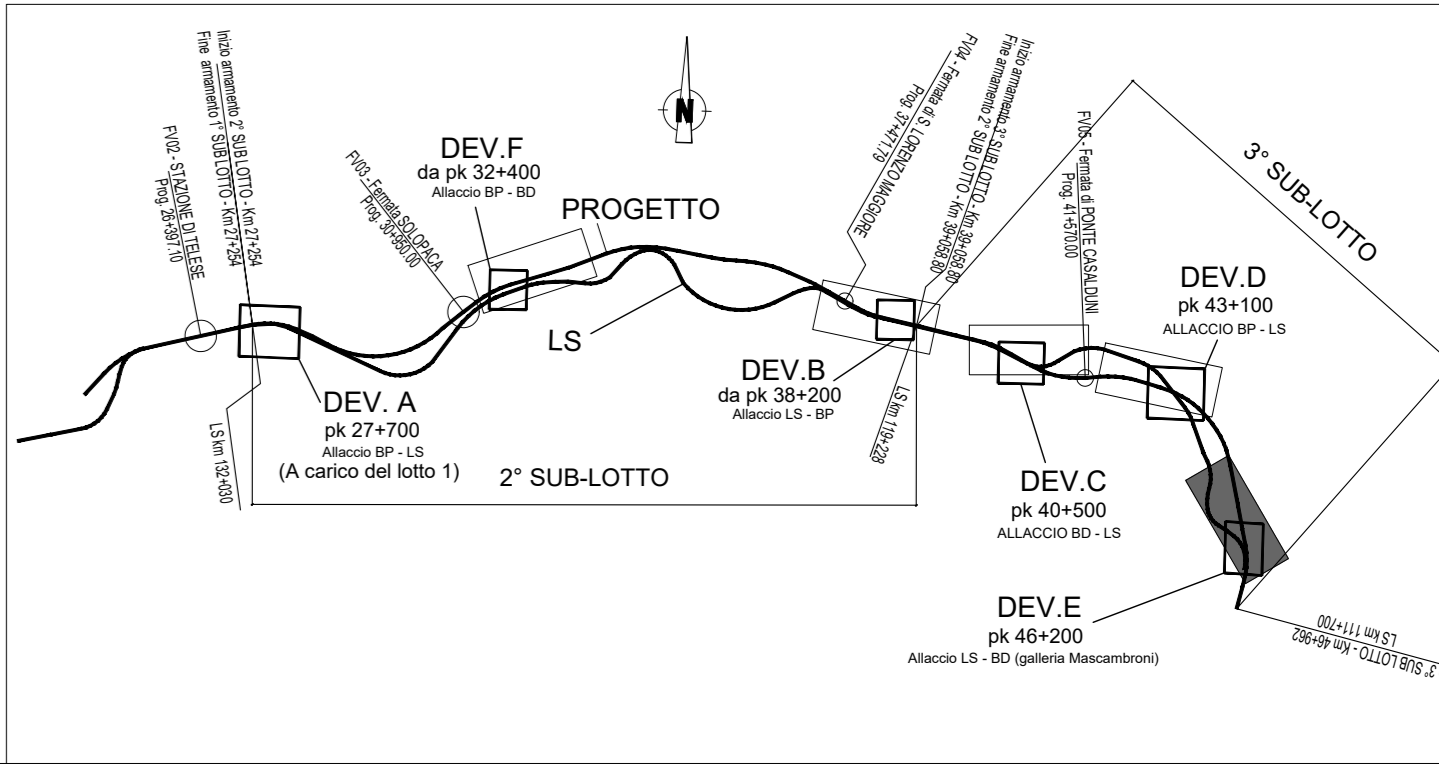 FV02 - STAZIONE DI TELESE
Prog. 26+397.10
Inizio armamento 2° SUB LOTTO - Km 27+254
Fine armamento 1° SUB LOTTO - Km 27+254
LS km 132+030
DEV. A
pk 27+700
Allaccio BP - LS
(A carico del lotto 1)
2° SUB-LOTTO
FV03 - Fermata SOLOPACA
Prog. 30+950.00
DEV.F
da pk 32+400
Allaccio BP - BD
N
PROGETTO
LS
FV04 - Fermata di S. LORENZO MAGGIORE
Prog. 37+471.79
DEV.B
da pk 38+200
Allaccio LS - BP
Inizio armamento 3° SUB LOTTO - Km 39+058.80
Fine armamento 2° SUB LOTTO - Km 39+058.80
LS km 119+228
FV05 - Fermata di PONTE CASALDUNI
Prog. 41+570.00
3° SUB-LOTTO
DEV.C
pk 40+500
ALLACCIO BD - LS
DEV.D
pk 43+100
ALLACCIO BP - LS
DEV.E
pk 46+200
Allaccio LS - BD (galleria Mascambroni)
LS km 111+700
3° SUB LOTTO - Km 46+962